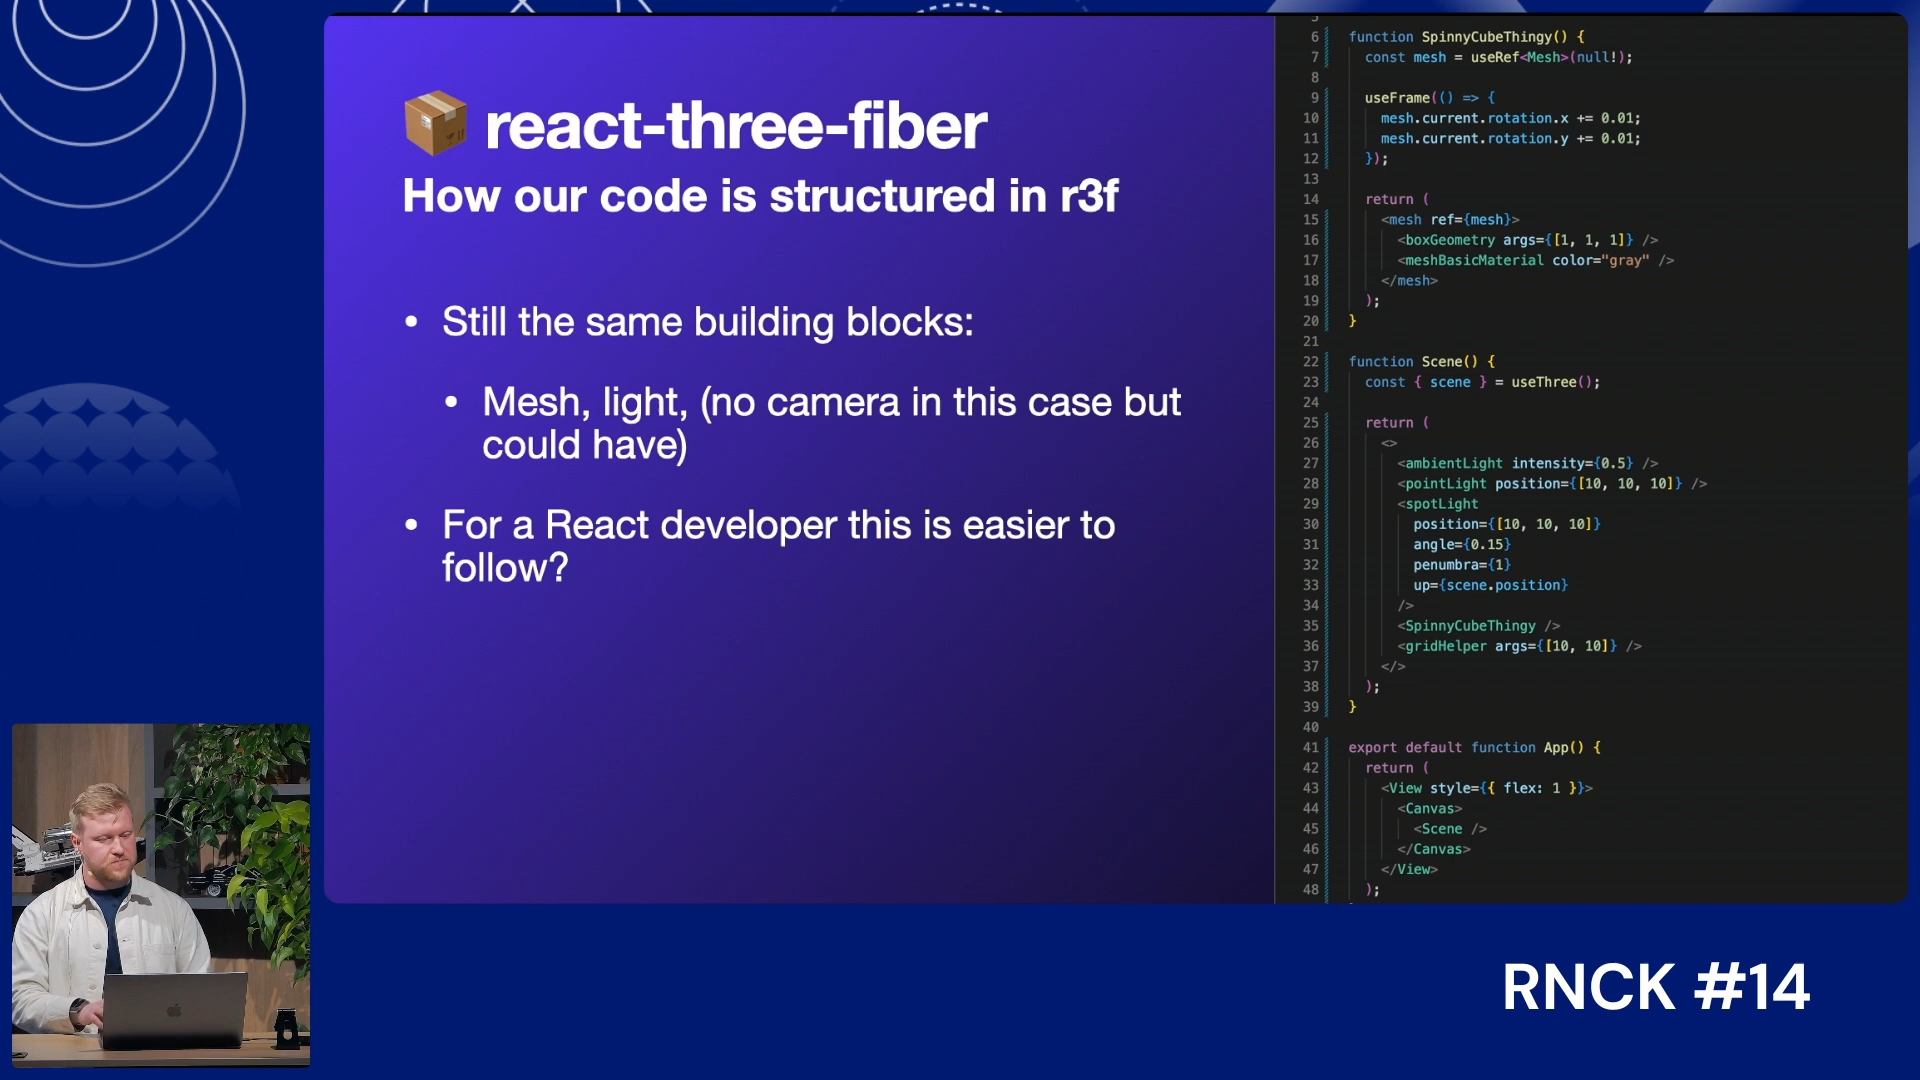 📦 react-three-fiber
How our code is structured in r3f
• Still the same building blocks:
• Mesh, light, (no camera in this case but
could have)
• For a React developer this is easier to
follow?
6 function SpinnyCubeThingy() {
7 const mesh = useRef<Mesh>(null!);
8
9 useFrame(() => {
10 mesh.current.rotation.x += 0.01;
11 mesh.current.rotation.y += 0.01;
12 });
13
14 return (
15 <mesh ref={mesh}>
16 <boxGeometry args={[1, 1, 1]} />
17 <meshBasicMaterial color="gray" />
18 </mesh>
19 );
20 }
21
22 function Scene() {
23 const { scene } = useThree();
24
25 return (
26 <>
27 <ambientLight intensity={0.5} />
28 <pointLight position={[10, 10, 10]} />
29 <spotLight
30 position={[10, 10, 10]}
31 angle={0.15}
32 penumbra={1}
33 up={scene.position}
34 />
35 <SpinnyCubeThingy />
36 <gridHelper args={[10, 10]} />
37 </>
38 );
39 }
40
41 export default function App() {
42 return (
43 <View style={{ flex: 1 }}>
44 <Canvas>
45 <Scene />
46 </Canvas>
47 </View>
48 );
RNCK #14